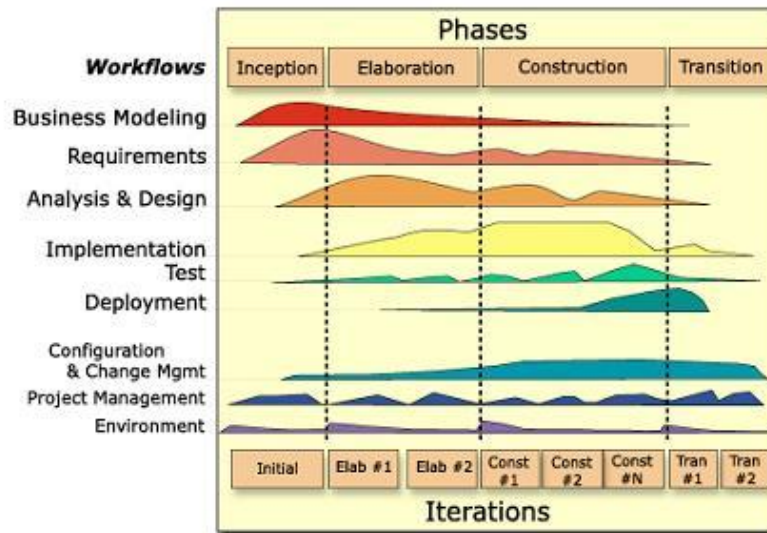 Phases
Workflows
Inception
Elaboration
Construction
Transition
Business Modeling
Requirements
Analysis & Design
Implementation
Test
Deployment
Configuration
& Change Mgmt
Project Management
Environment
Initial
Elab #1
Elab #2
Const
#1
Const
#2
Const
#N
Tran
#1
Tran
#2
Iterations